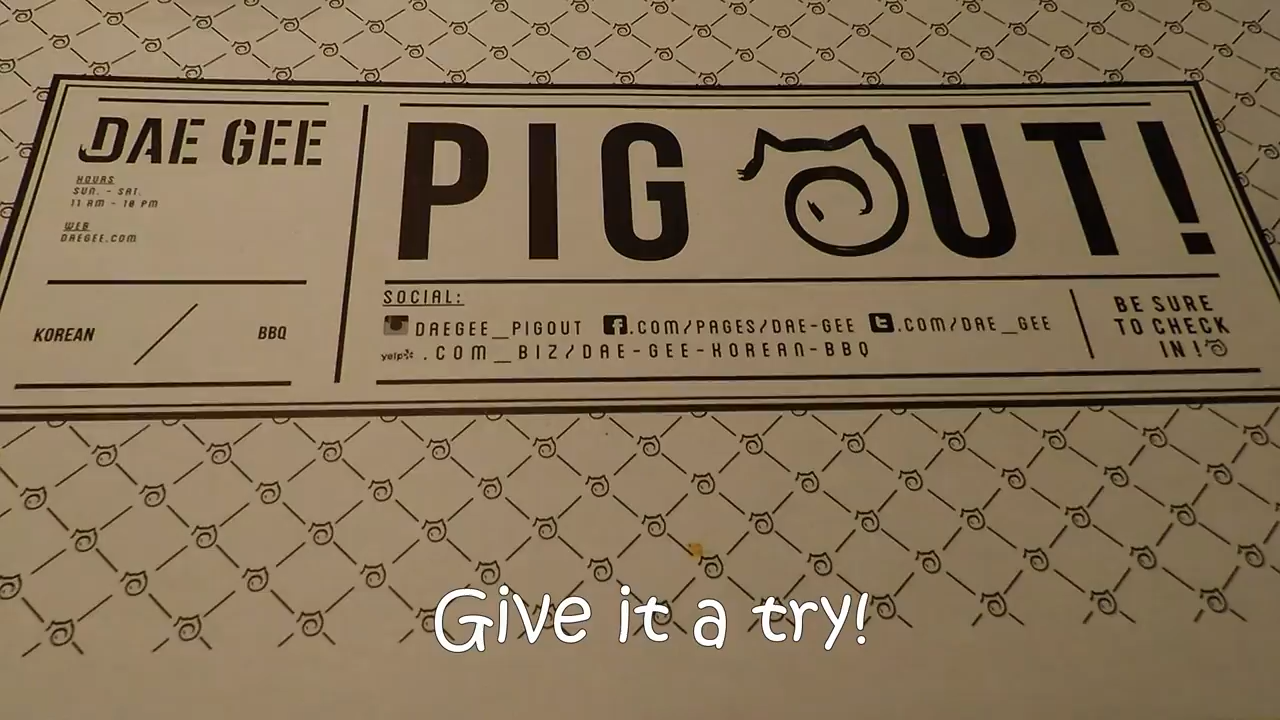 DAE GEE
HOURS
SUN. - SAT.
11 AM - 10 PM
WEB
DAEGEE.COM
KOREAN / BBQ
PIG OUT!
SOCIAL:
DAEGEE_PIGOUT f.COM/PAGES/DAE-GEE t.COM/DAE_GEE
yelp.COM_BIZ/DAE-GEE-KOREAN-BBQ
BE SURE
TO CHECK
IN!
Give it a try!